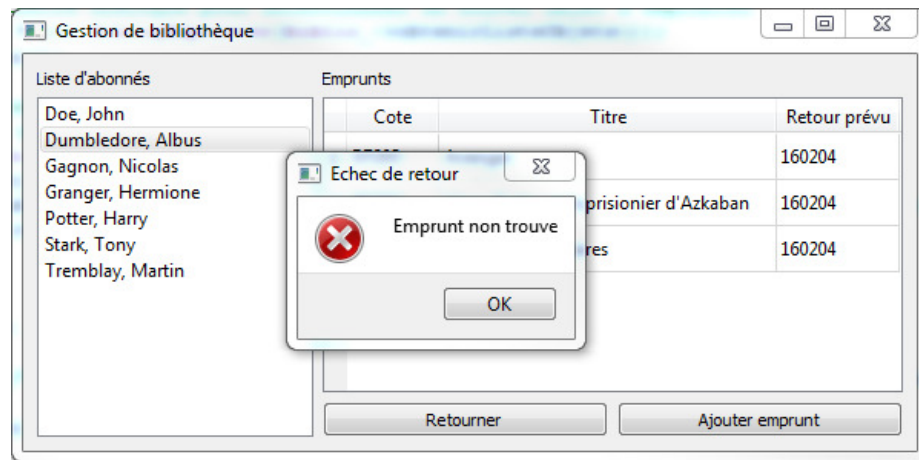 Gestion de bibliothèque
Liste d'abonnés
Emprunts
Doe, John
Dumbledore, Albus
Gagnon, Nicolas
Granger, Hermione
Potter, Harry
Stark, Tony
Tremblay, Martin
Cote Titre Retour prévu
160204
prisionier d'Azkaban 160204
res 160204
Echec de retour
Emprunt non trouve
OK
Retourner Ajouter emprunt